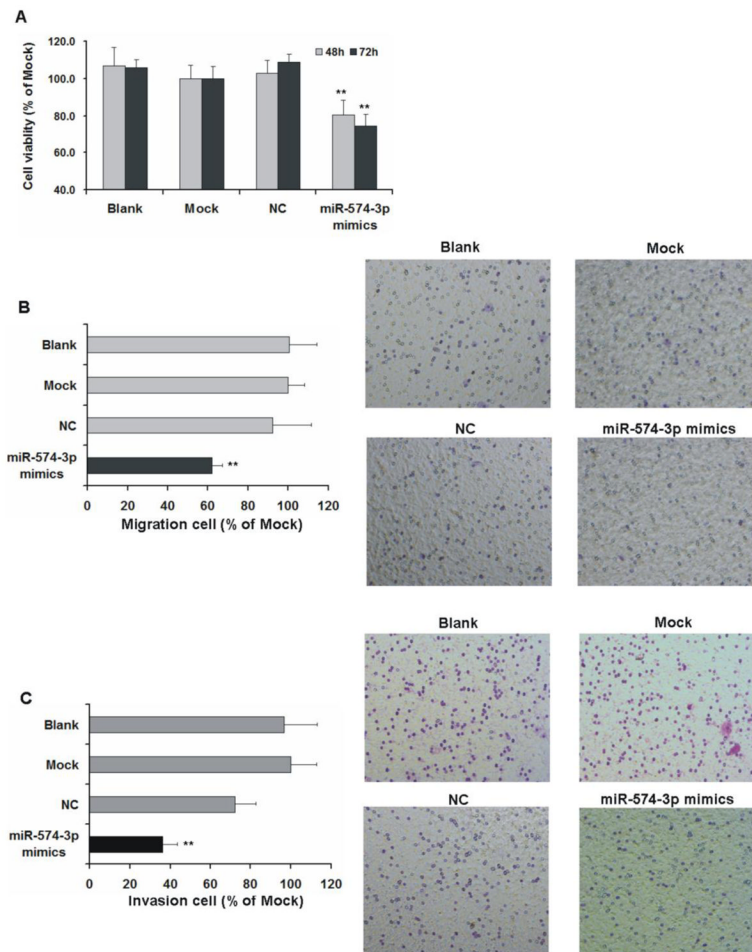 A
Cell viablity (% of Mock)
120.0
100.0
80.0
60.0
40.0
48h 72h
**
**
Blank Mock NC miR-574-3p
mimics
B
Blank
Mock
NC
miR-574-3p
mimics
**
0 20 40 60 80 100 120
Migration cell (% of Mock)
Blank Mock
NC miR-574-3p mimics
C
Blank
Mock
NC
miR-574-3p
mimics
**
0 20 40 60 80 100 120
Invasion cell (% of Mock)
Blank Mock
NC miR-574-3p mimics